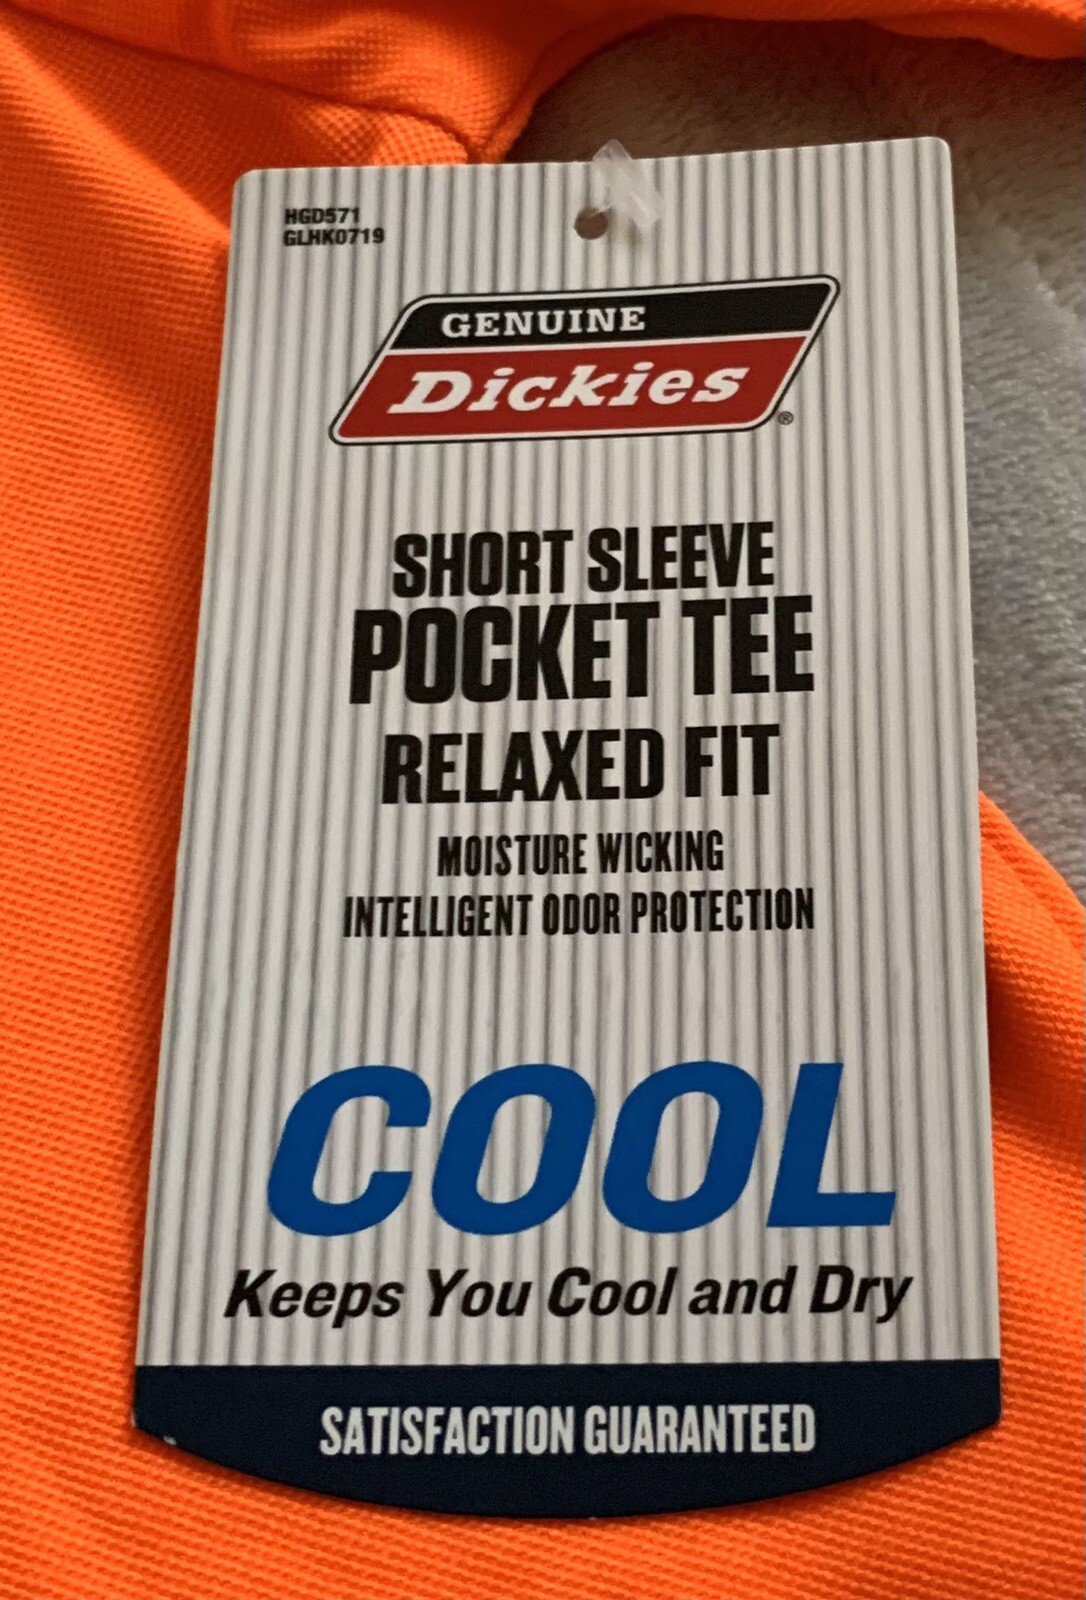 HGD571
GLHK0719
GENUINE
Dickies®
SHORT SLEEVE
POCKET TEE
RELAXED FIT
MOISTURE WICKING
INTELLIGENT ODOR PROTECTION
COOL
Keeps You Cool and Dry
SATISFACTION GUARANTEED